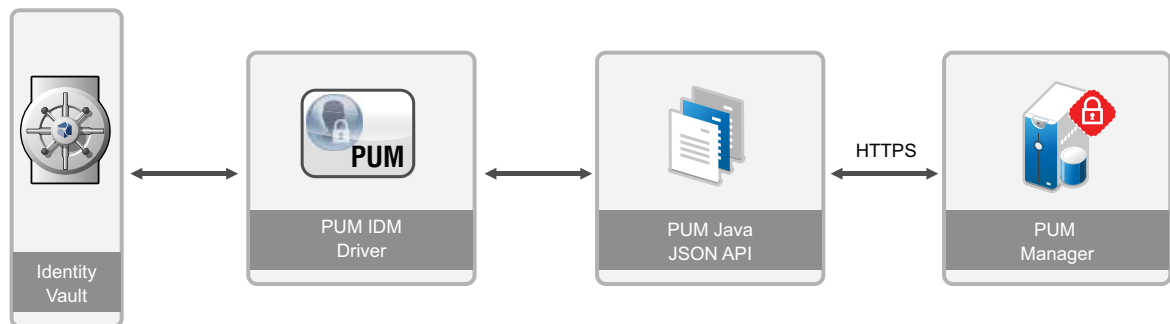 Identity
Vault
PUM
PUM IDM
Driver
PUM Java
JSON API
HTTPS
PUM
Manager